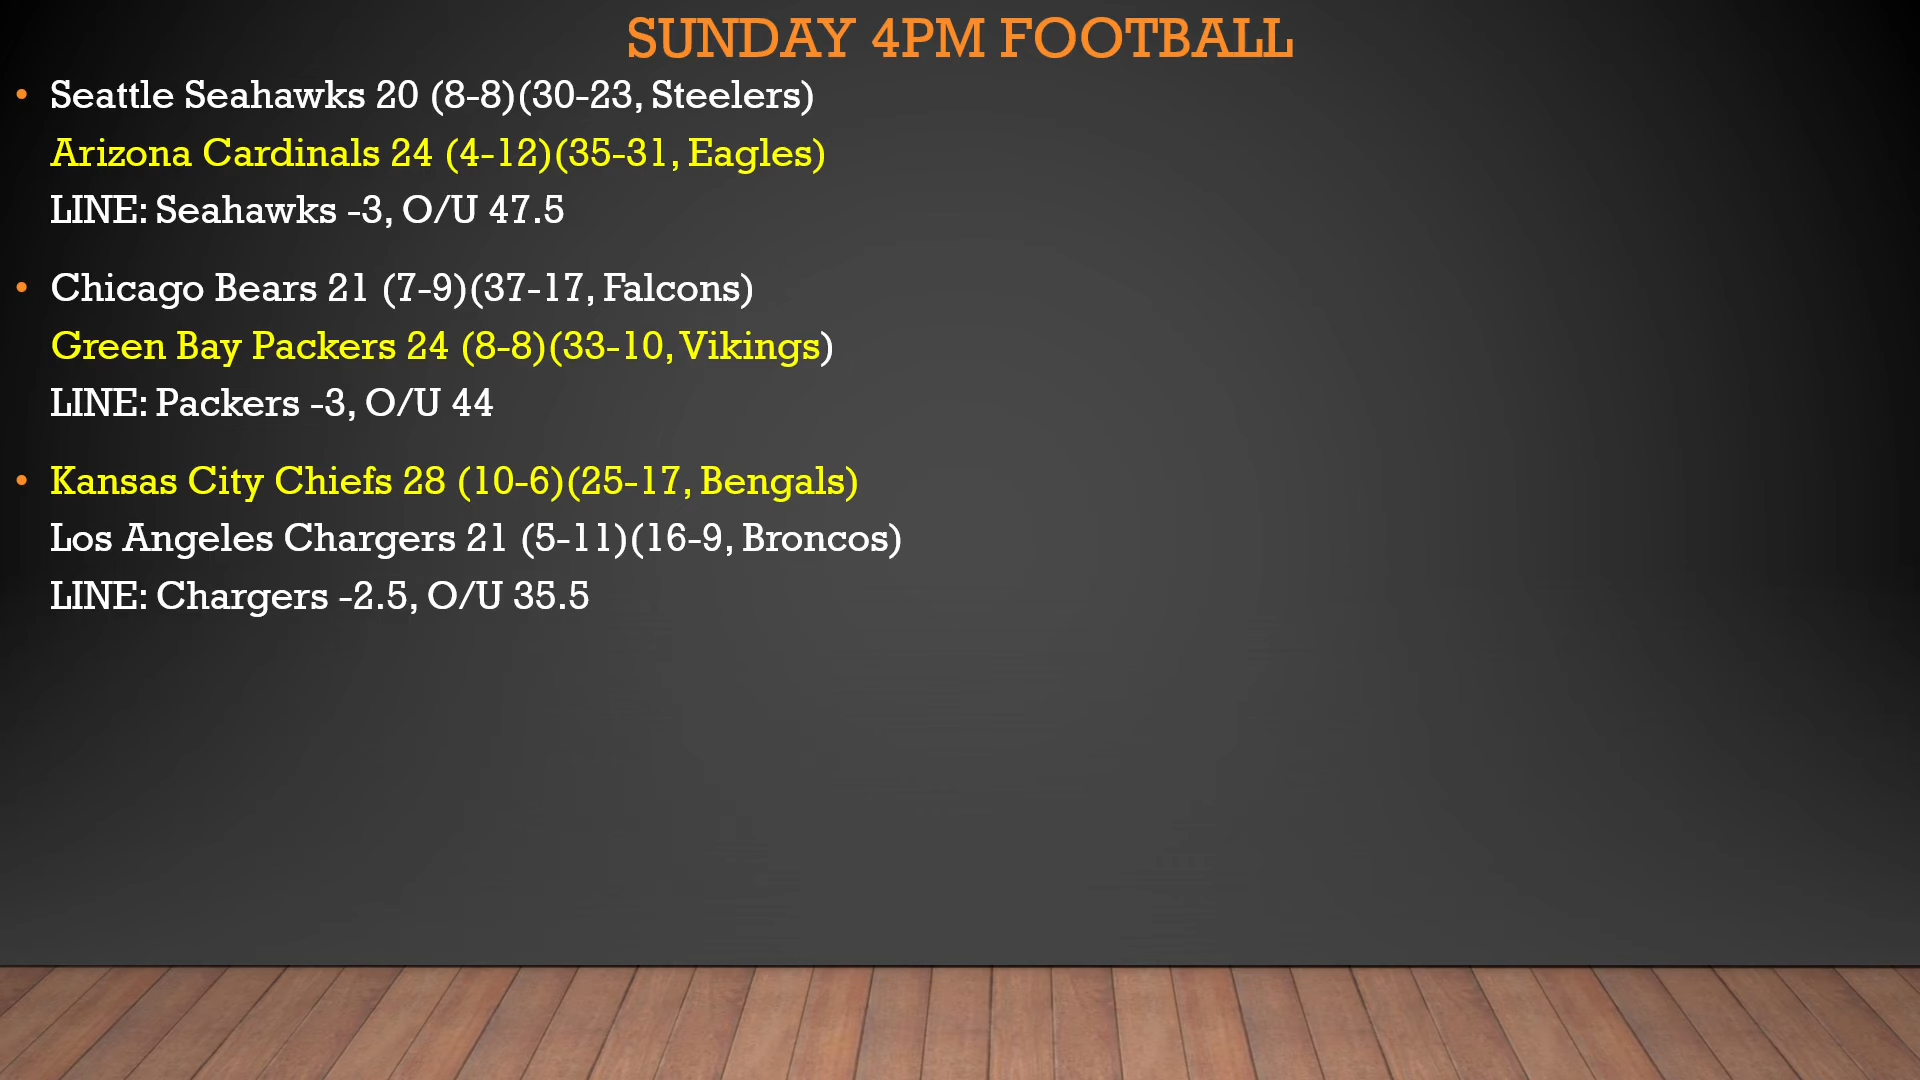 SUNDAY 4PM FOOTBALL
• Seattle Seahawks 20 (8-8)(30-23, Steelers)
Arizona Cardinals 24 (4-12)(35-31, Eagles)
LINE: Seahawks -3, O/U 47.5
• Chicago Bears 21 (7-9)(37-17, Falcons)
Green Bay Packers 24 (8-8)(33-10, Vikings)
LINE: Packers -3, O/U 44
• Kansas City Chiefs 28 (10-6)(25-17, Bengals)
Los Angeles Chargers 21 (5-11)(16-9, Broncos)
LINE: Chargers -2.5, O/U 35.5